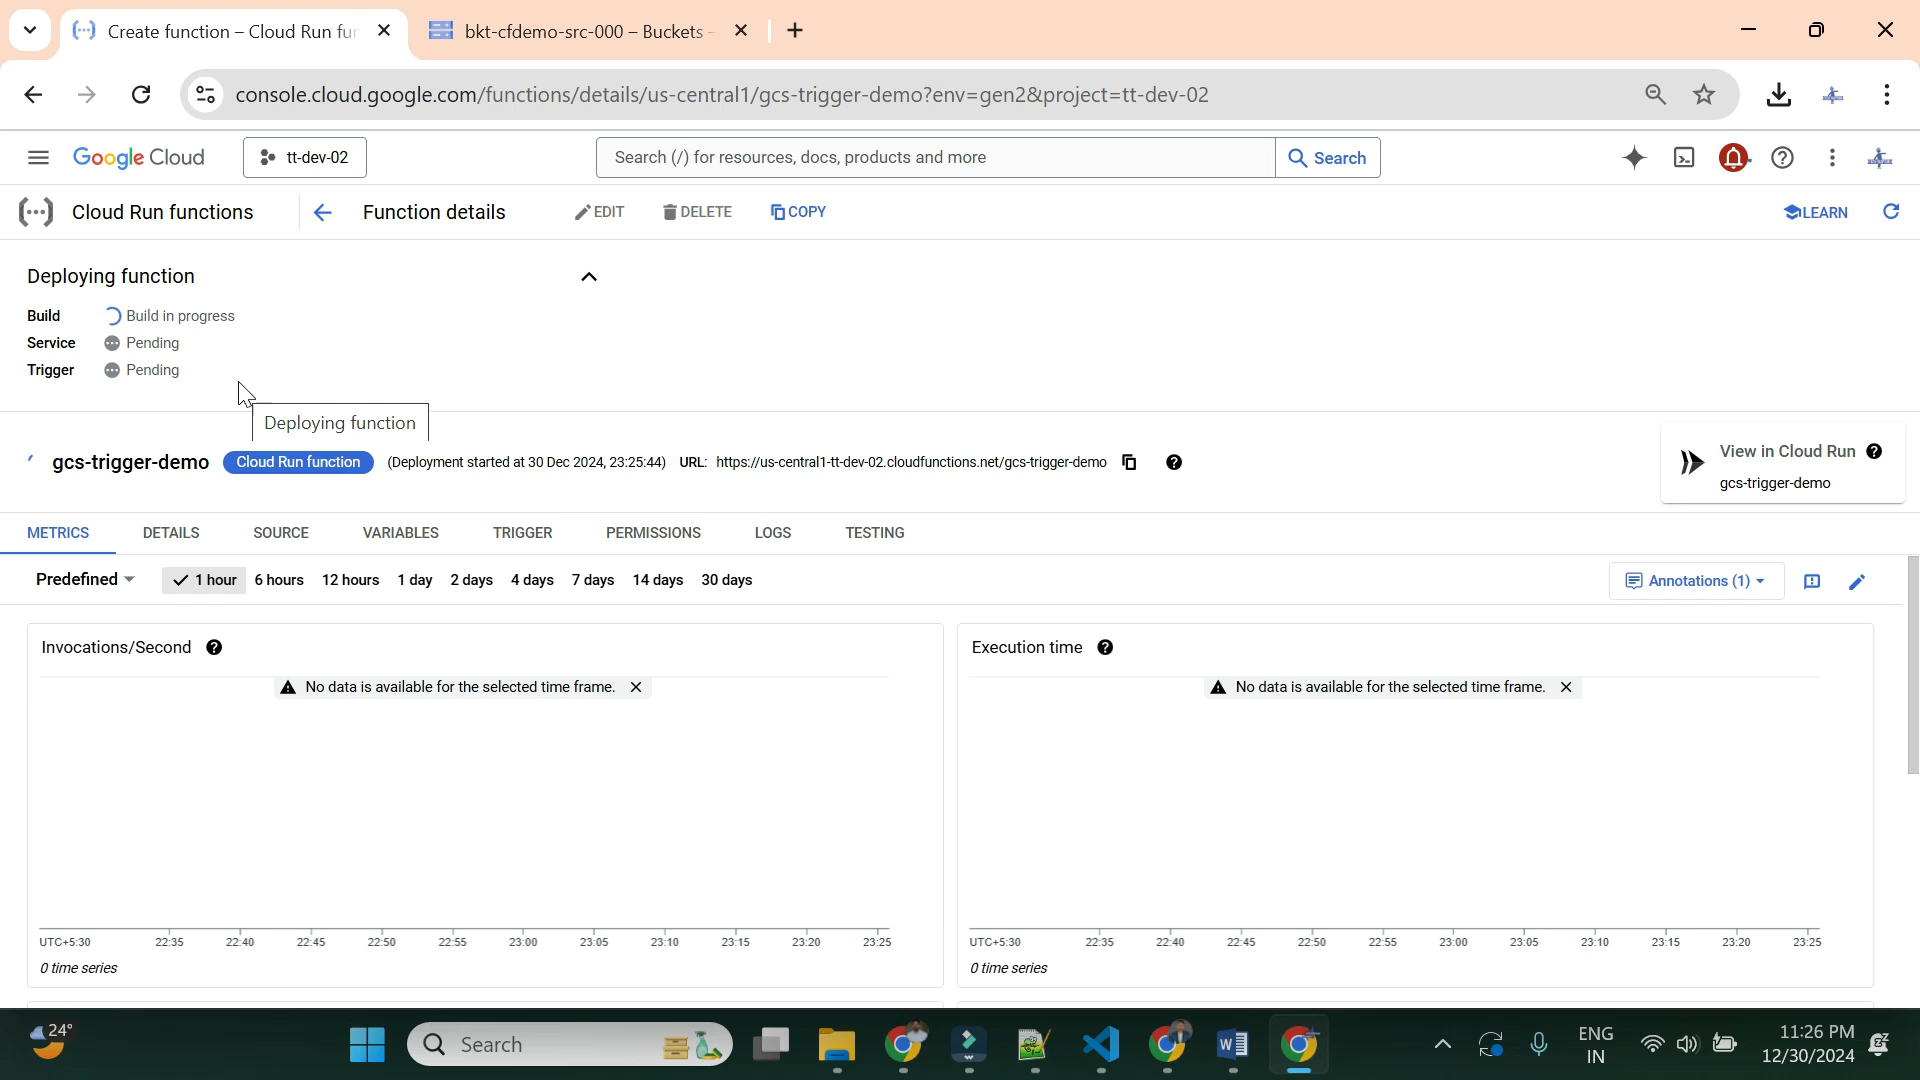 Create function – Cloud Run fur
bkt-cfdemo-src-000 – Buckets -
console.cloud.google.com/functions/details/us-central1/gcs-trigger-demo?env=gen2&project=tt-dev-02
Google Cloud
tt-dev-02
Search (/) for resources, docs, products and more
Search
Cloud Run functions
Function details
EDIT
DELETE
COPY
LEARN
Deploying function
Build
Build in progress
Service
Pending
Trigger
Pending
Deploying function
gcs-trigger-demo
Cloud Run function
(Deployment started at 30 Dec 2024, 23:25:44)
URL:
https://us-central1-tt-dev-02.cloudfunctions.net/gcs-trigger-demo
View in Cloud Run
gcs-trigger-demo
METRICS
DETAILS
SOURCE
VARIABLES
TRIGGER
PERMISSIONS
LOGS
TESTING
Predefined
1 hour
6 hours
12 hours
1 day
2 days
4 days
7 days
14 days
30 days
Annotations (1)
Invocations/Second
No data is available for the selected time frame.
UTC+5:30 22:35 22:40 22:45 22:50 22:55 23:00 23:05 23:10 23:15 23:20 23:25
0 time series
Execution time
No data is available for the selected time frame.
UTC+5:30 22:35 22:40 22:45 22:50 22:55 23:00 23:05 23:10 23:15 23:20 23:25
0 time series
24°
Search
ENG
IN
11:26 PM
12/30/2024